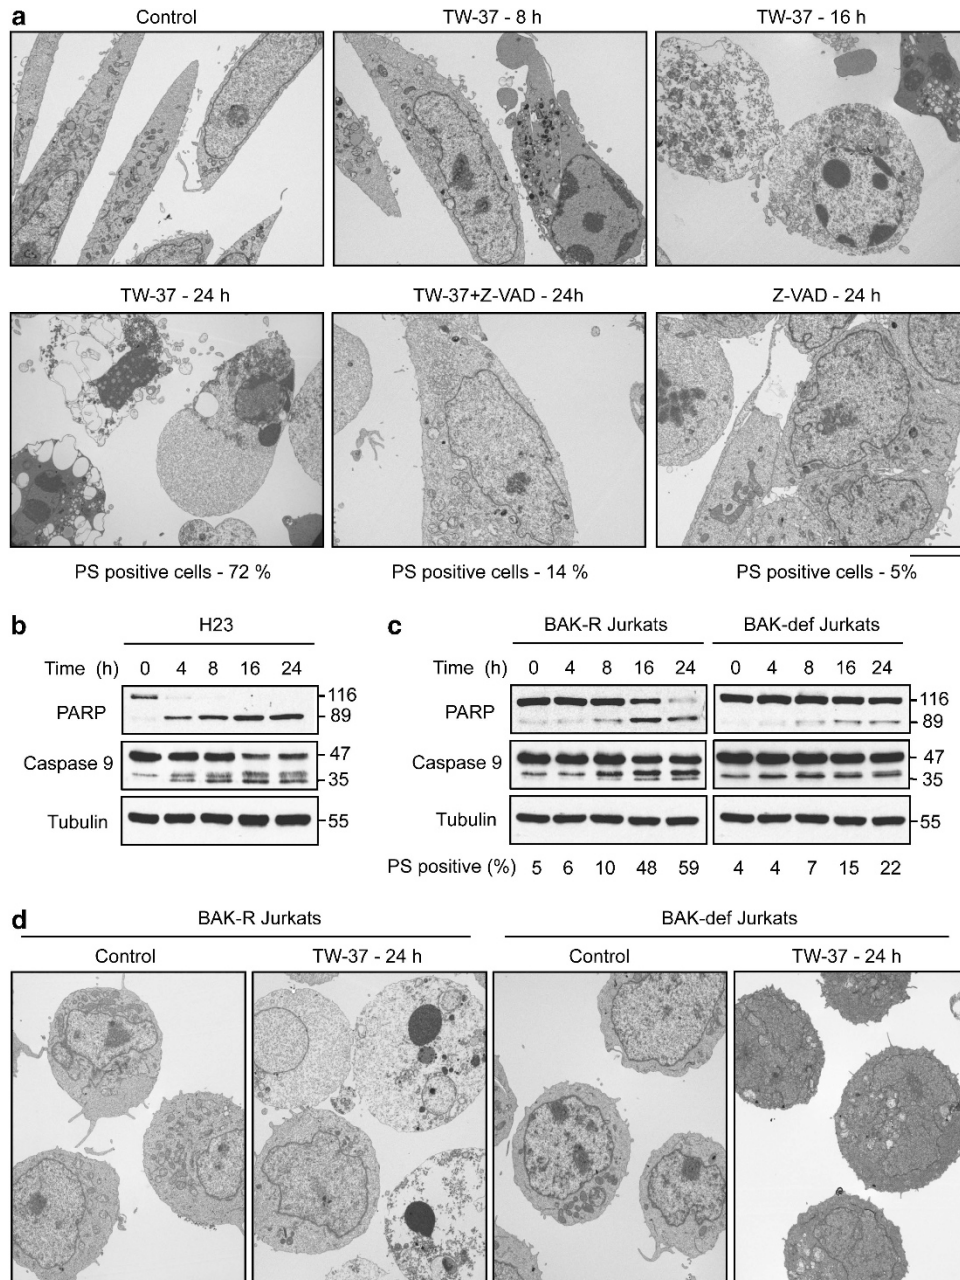 a
Control
TW-37 - 8 h
TW-37 - 16 h
TW-37 - 24 h
TW-37+Z-VAD - 24h
Z-VAD - 24 h
PS positive cells - 72 %
PS positive cells - 14 %
PS positive cells - 5%
b
H23
Time (h) 0 4 8 16 24
PARP
116
89
Caspase 9
47
35
Tubulin
55
c
BAK-R Jurkats
BAK-def Jurkats
Time (h) 0 4 8 16 24 0 4 8 16 24
PARP
116
89
Caspase 9
47
35
Tubulin
55
PS positive (%) 5 6 10 48 59 4 4 7 15 22
d
BAK-R Jurkats
BAK-def Jurkats
Control
TW-37 - 24 h
Control
TW-37 - 24 h